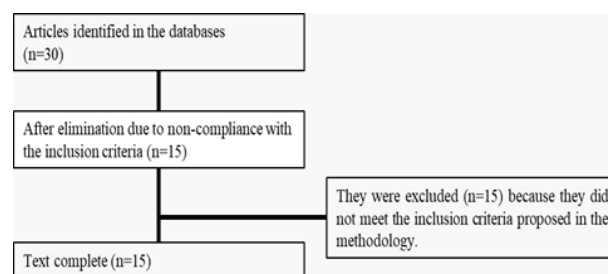 Articles identified in the databases
(n=30)
After elimination due to non-compliance with
the inclusion criteria (n=15)
They were excluded (n=15) because they did
not meet the inclusion criteria proposed in the
methodology.
Text complete (n=15)